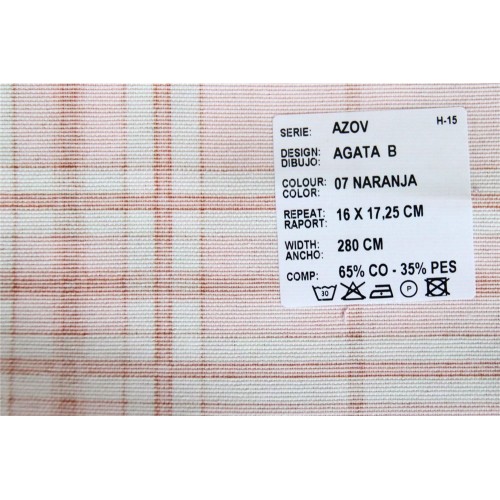 H-15
SERIE: AZOV
DESIGN:
DIBUJO: AGATA B
COLOUR:
COLOR: 07 NARANJA
REPEAT:
RAPORT: 16 X 17,25 CM
WIDTH:
ANCHO: 280 CM
COMP: 65% CO - 35% PES
30 P